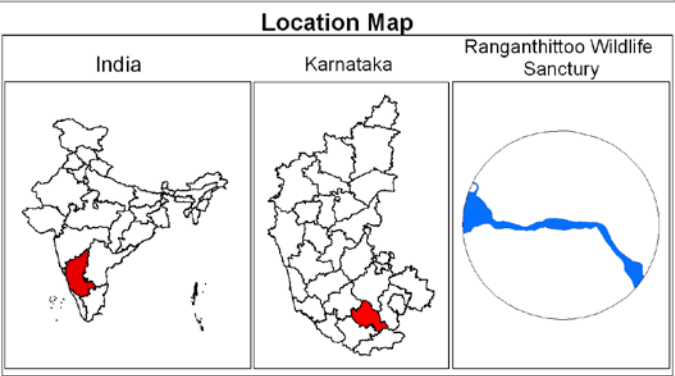 Location Map
India
Karnataka
Ranganthittoo Wildlife
Sanctury